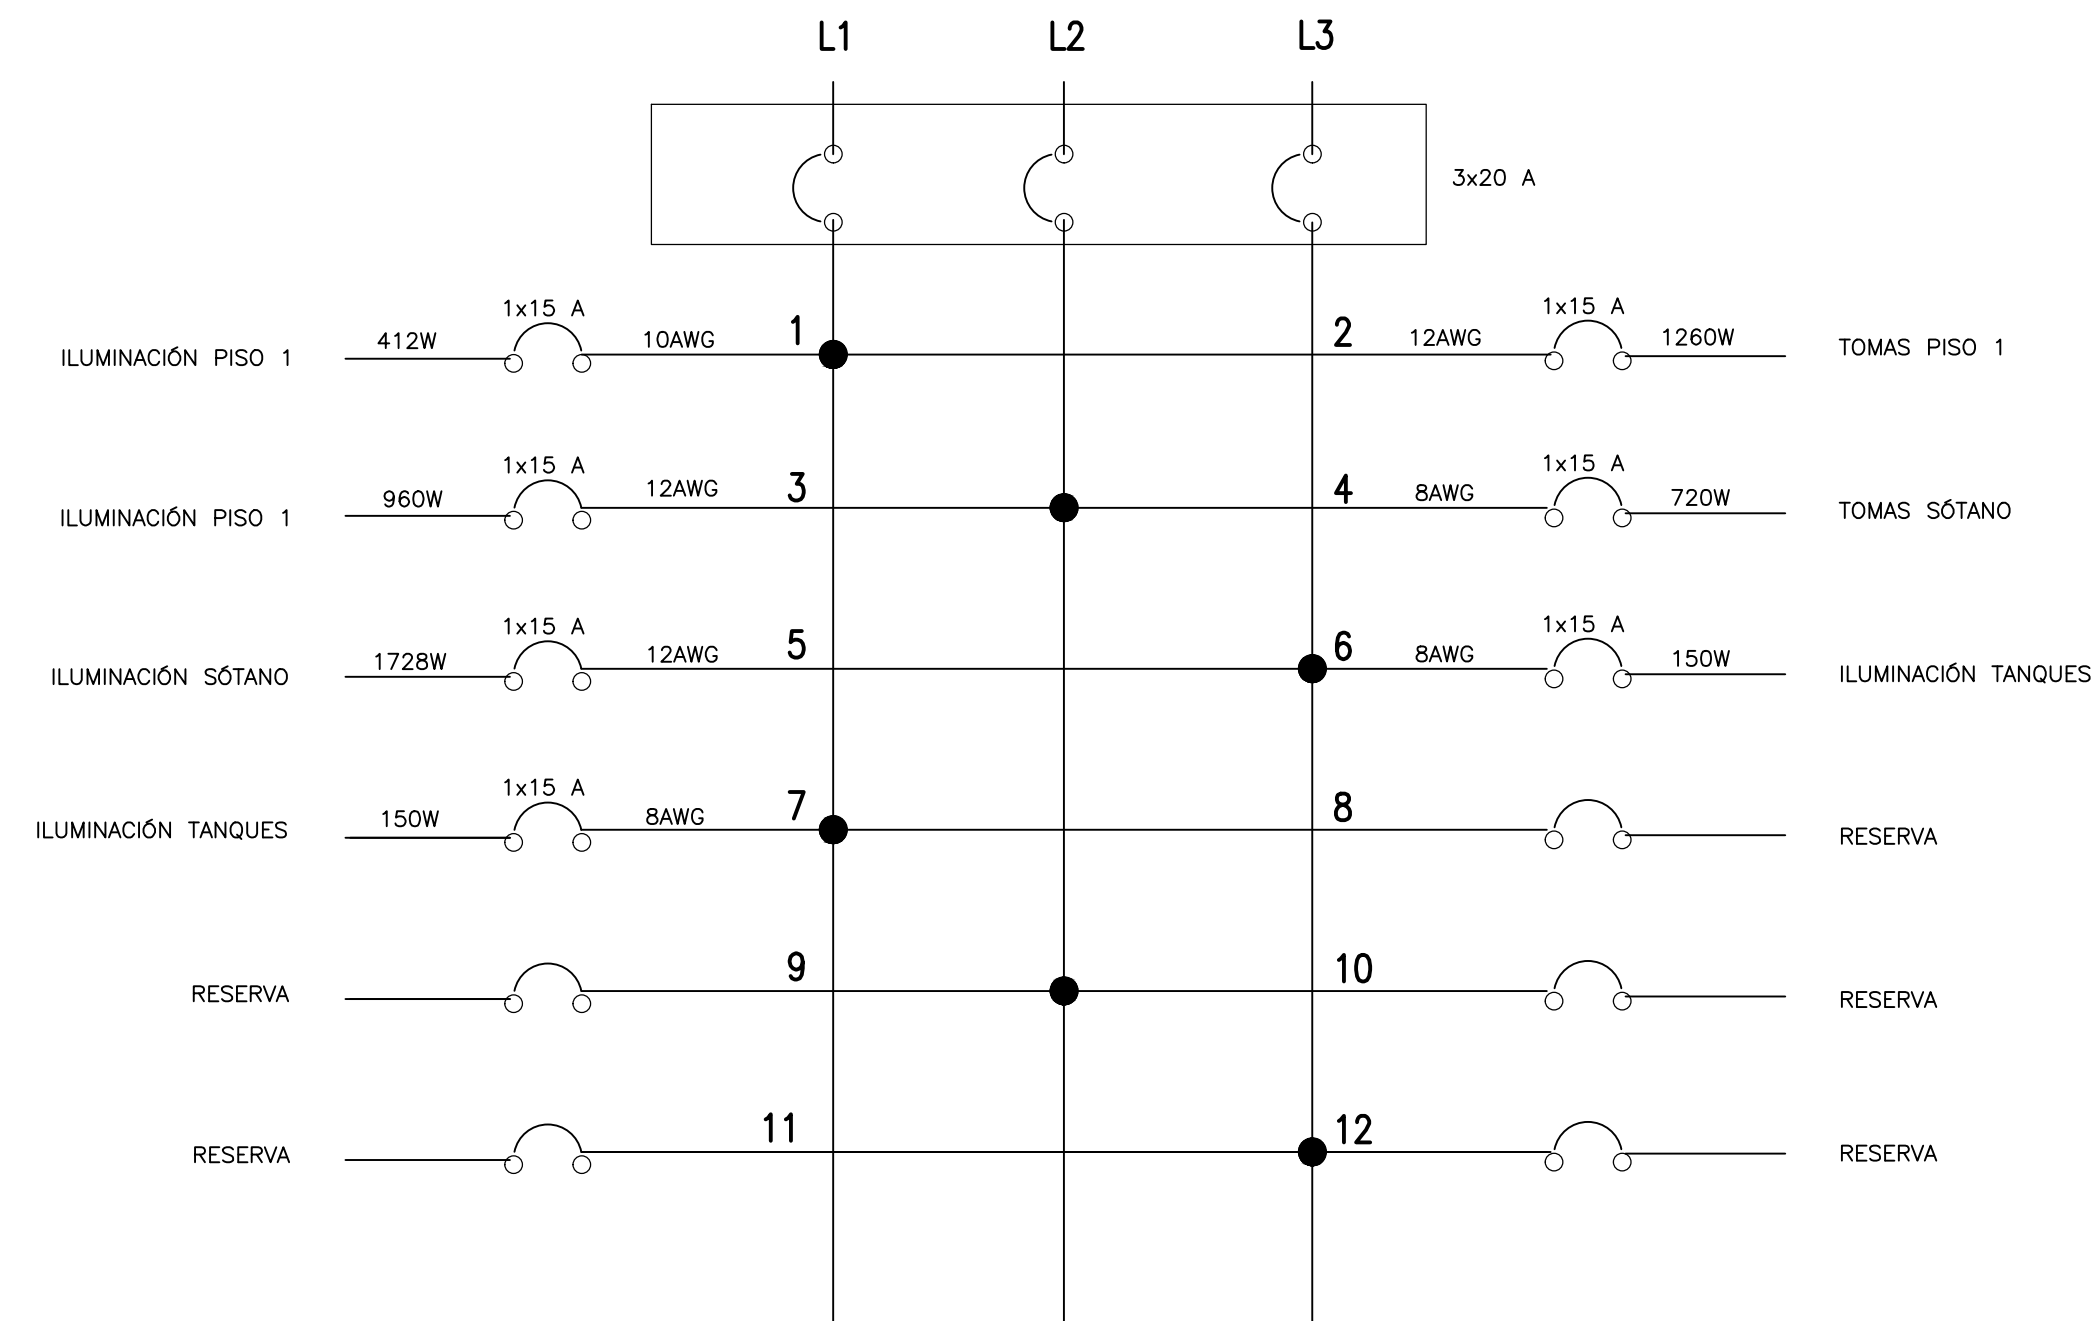 L1 L2 L3
3x20 A
ILUMINACIÓN PISO 1 412W 1x15 A 10AWG 1 2 12AWG 1x15 A 1260W TOMAS PISO 1
ILUMINACIÓN PISO 1 960W 1x15 A 12AWG 3 4 8AWG 1x15 A 720W TOMAS SÓTANO
ILUMINACIÓN SÓTANO 1728W 1x15 A 12AWG 5 6 8AWG 1x15 A 150W ILUMINACIÓN TANQUES
ILUMINACIÓN TANQUES 150W 1x15 A 8AWG 7 8 RESERVA
RESERVA 9 10 RESERVA
RESERVA 11 12 RESERVA